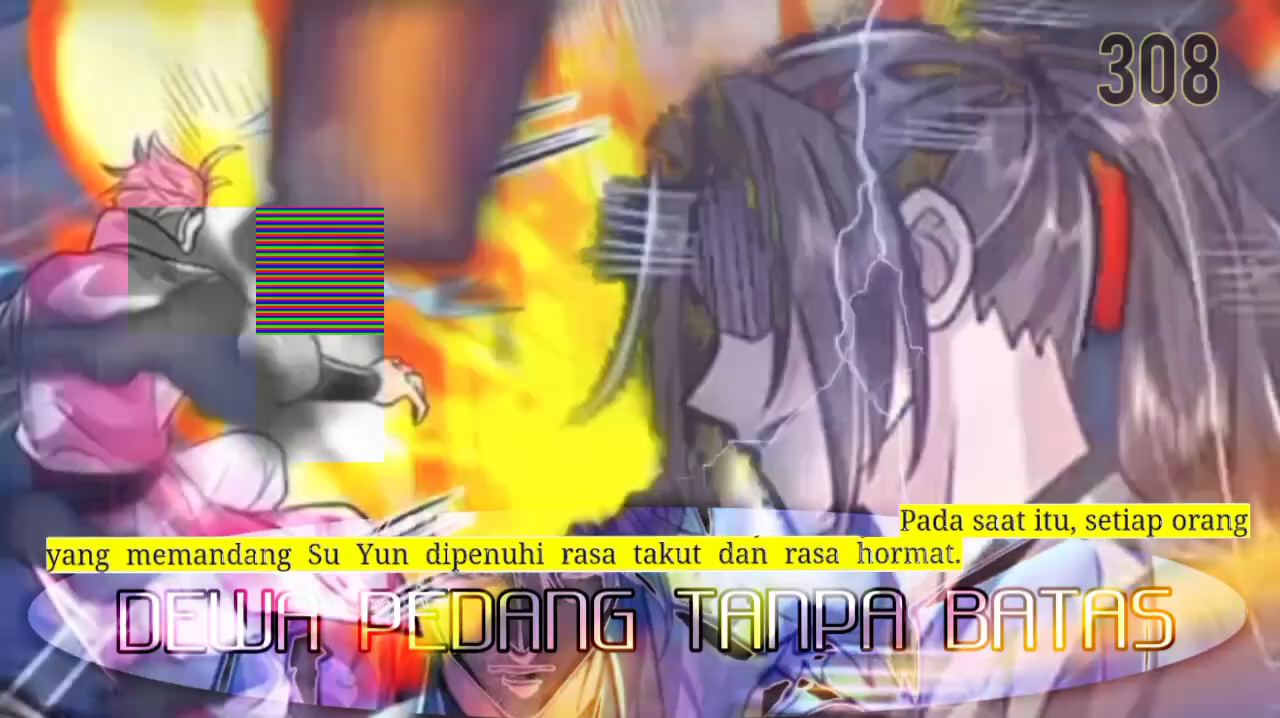 308
Pada saat itu, setiap orang
yang memandang Su Yun dipenuhi rasa takut dan rasa hormat.
DEWA PEDANG TANPA BATAS